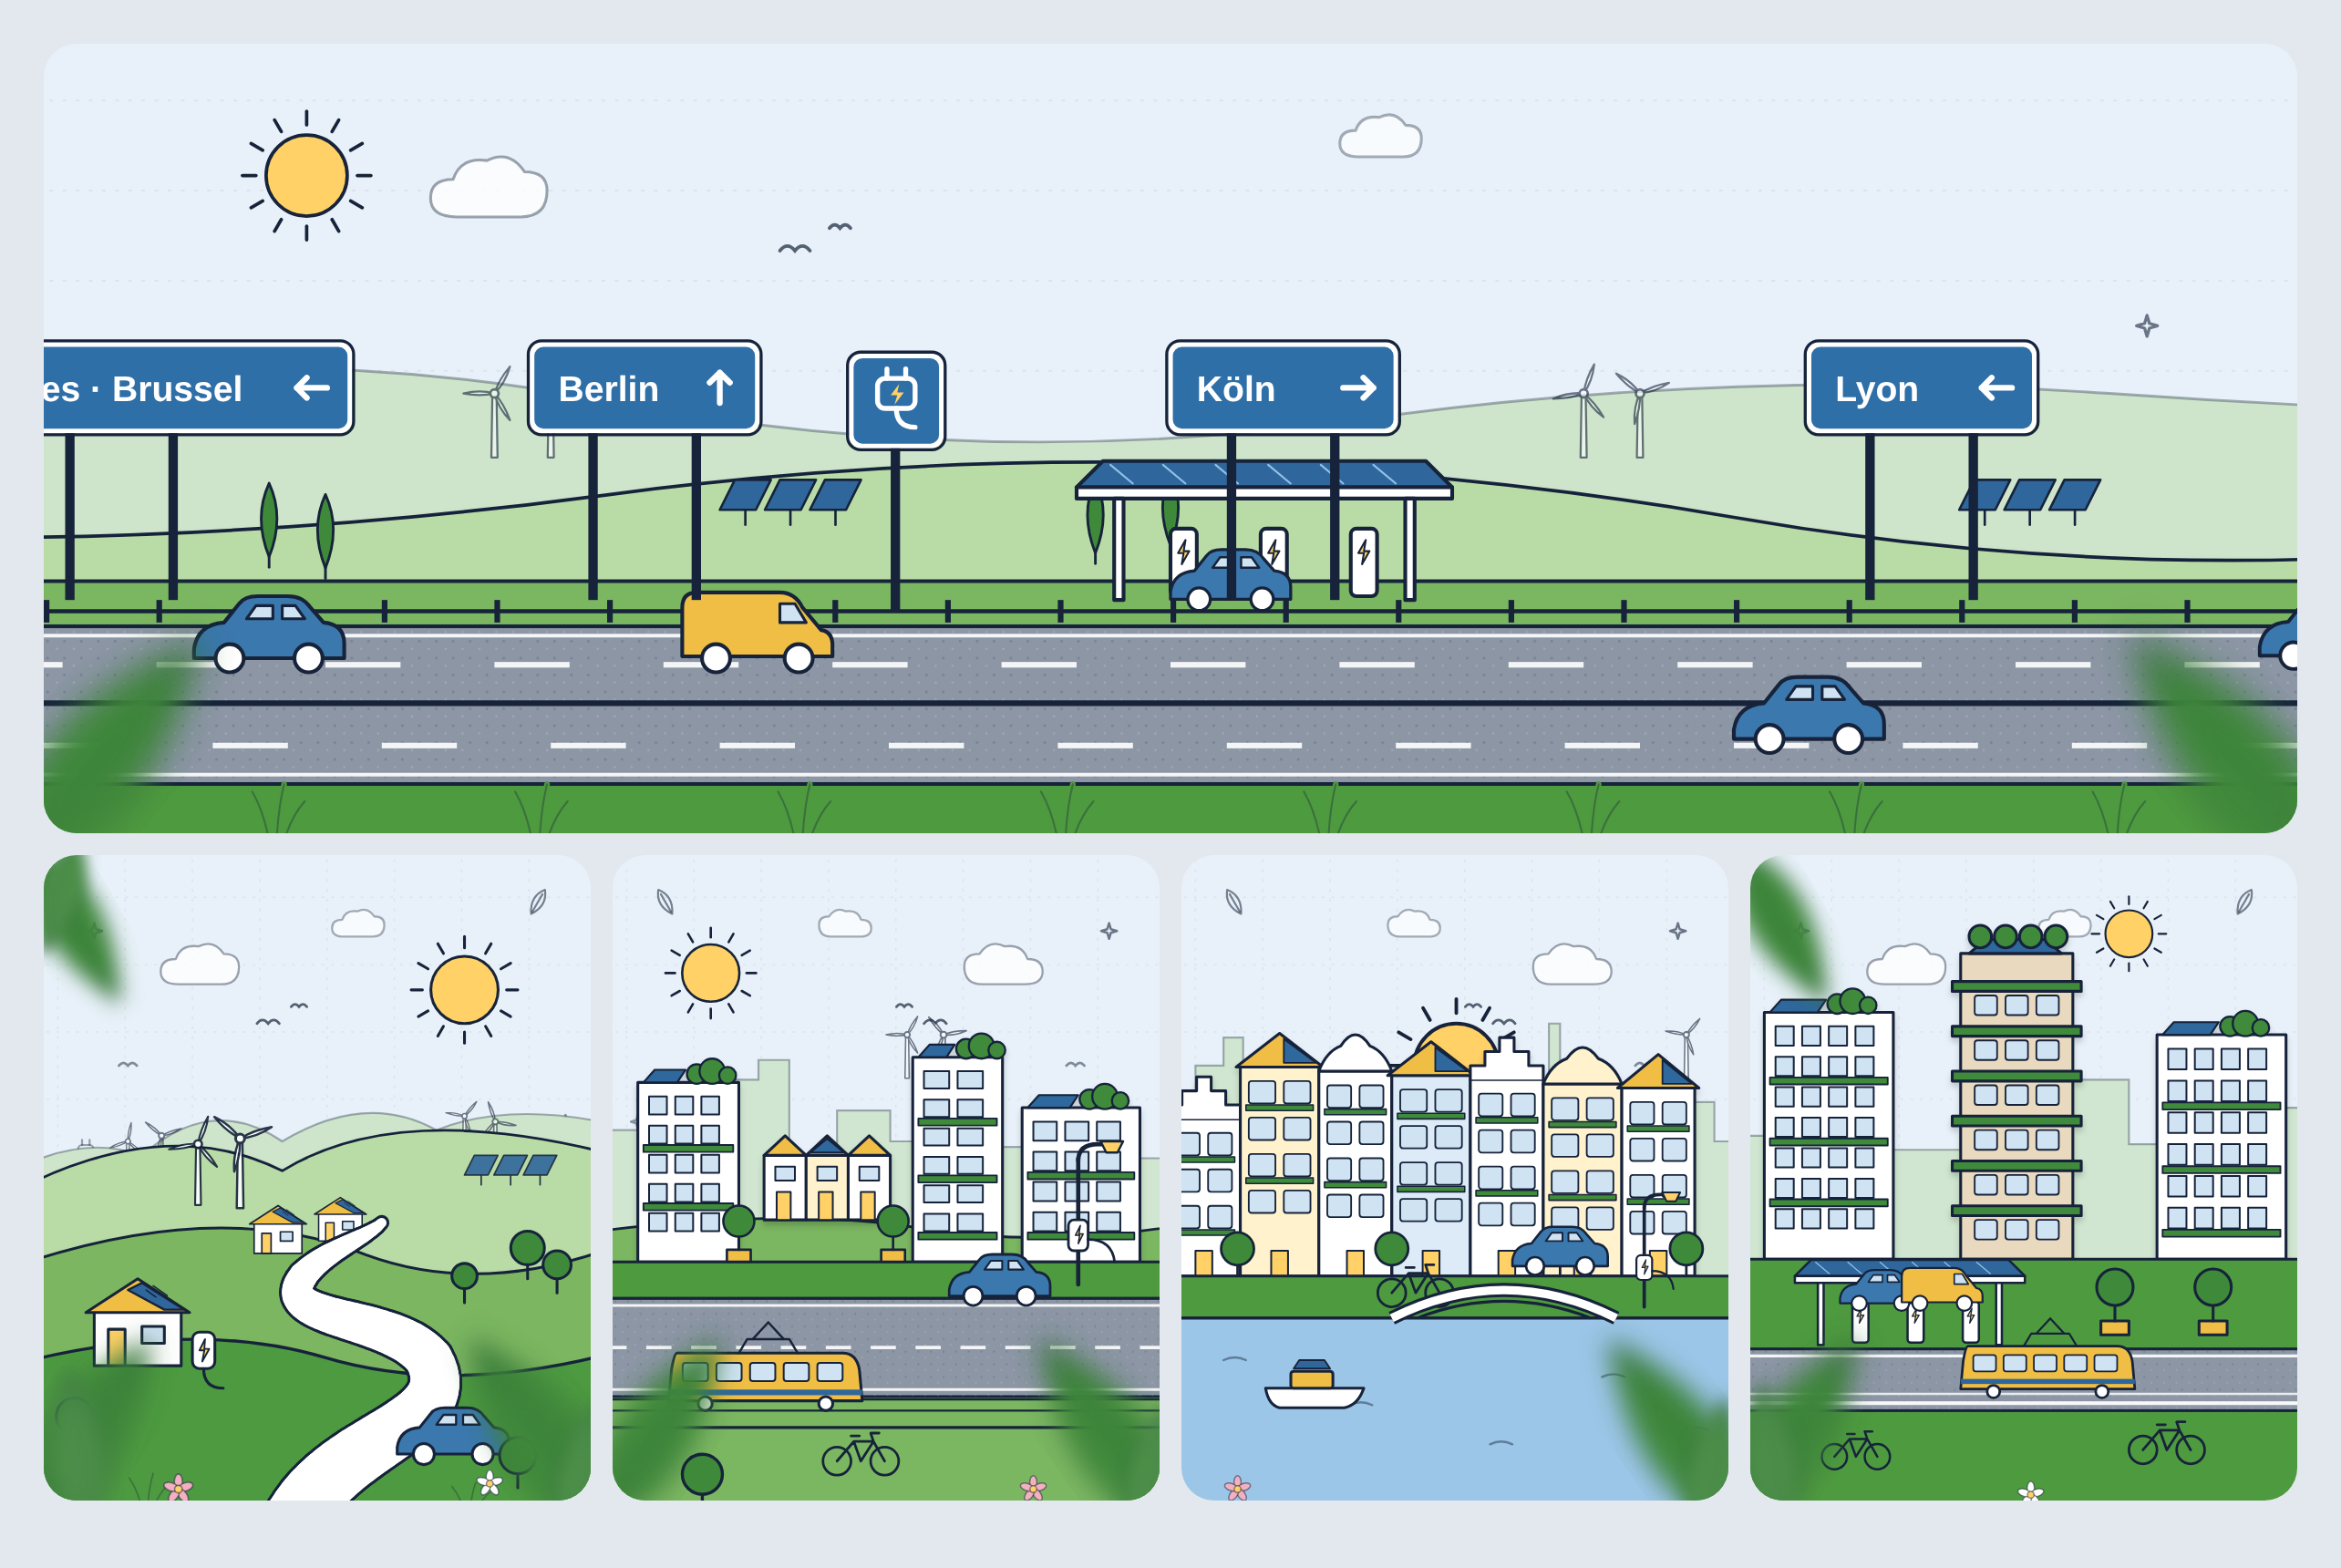 es · Brussel ←
Berlin ↑
Köln →
Lyon ←